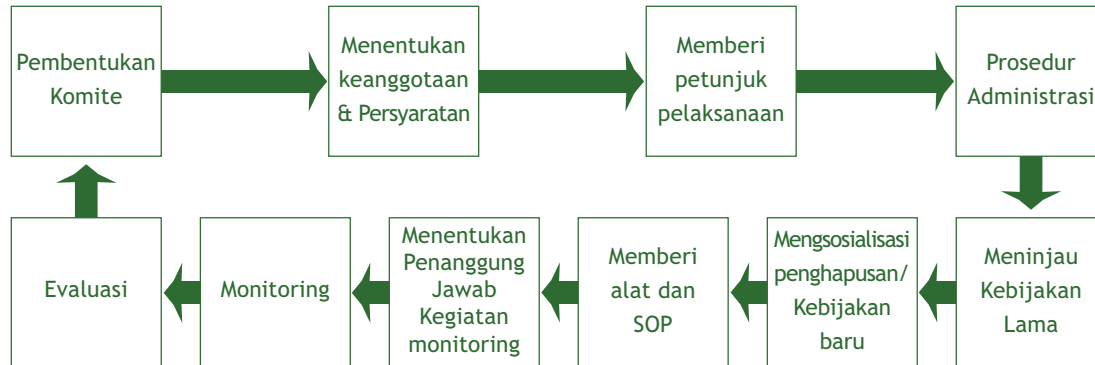 Pembentukan
Komite
Menentukan
keanggotaan
& Persyaratan
Memberi
petunjuk
pelaksanaan
Prosedur
Administrasi
Evaluasi
Monitoring
Menentukan
Penanggung
Jawab
Kegiatan
monitoring
Memberi
alat dan
SOP
Mengsosialisasi
penghapusan/
Kebijakan
baru
Meninjau
Kebijakan
Lama